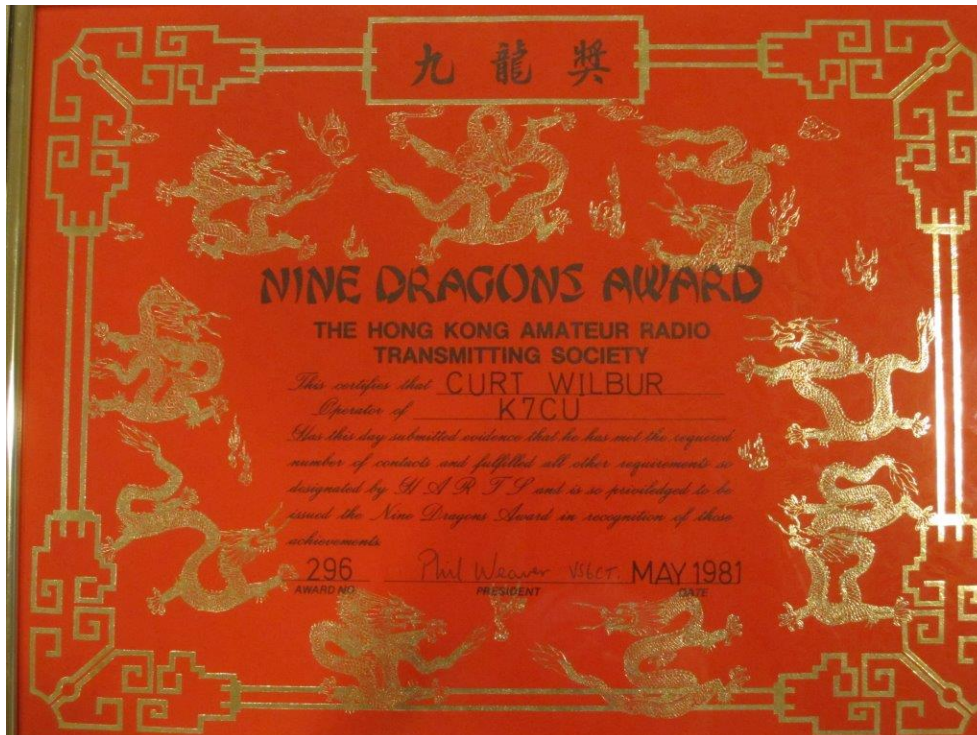 九龍獎
NINE DRAGONS AWARD
THE HONG KONG AMATEUR RADIO
TRANSMITTING SOCIETY
This certifies that CURT WILBUR
Operator of K7CU
Has this day submitted evidence that he has met the required
number of contacts and fulfilled all other requirements so
designated by H A R T S and is so priviledged to be
issued the Nine Dragons Award in recognition of these
achievements
296 Phil Weaver VS6CT. MAY 1981
AWARD NO PRESIDENT DATE